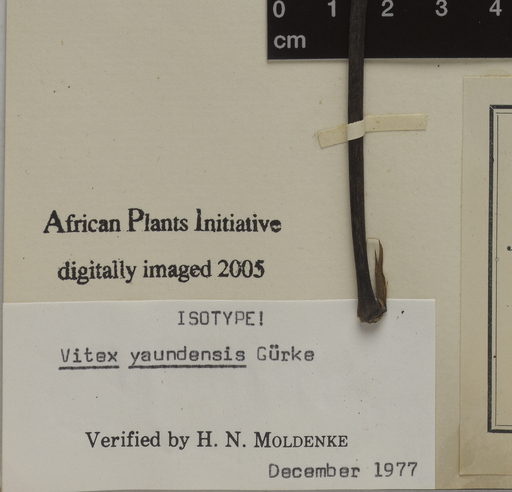 0 1 2 3 4
cm
African Plants Initiative
digitally imaged 2005
ISOTYPE!
Vitex yaundensis Gürke
Verified by H. N. MOLDENKE
December 1977